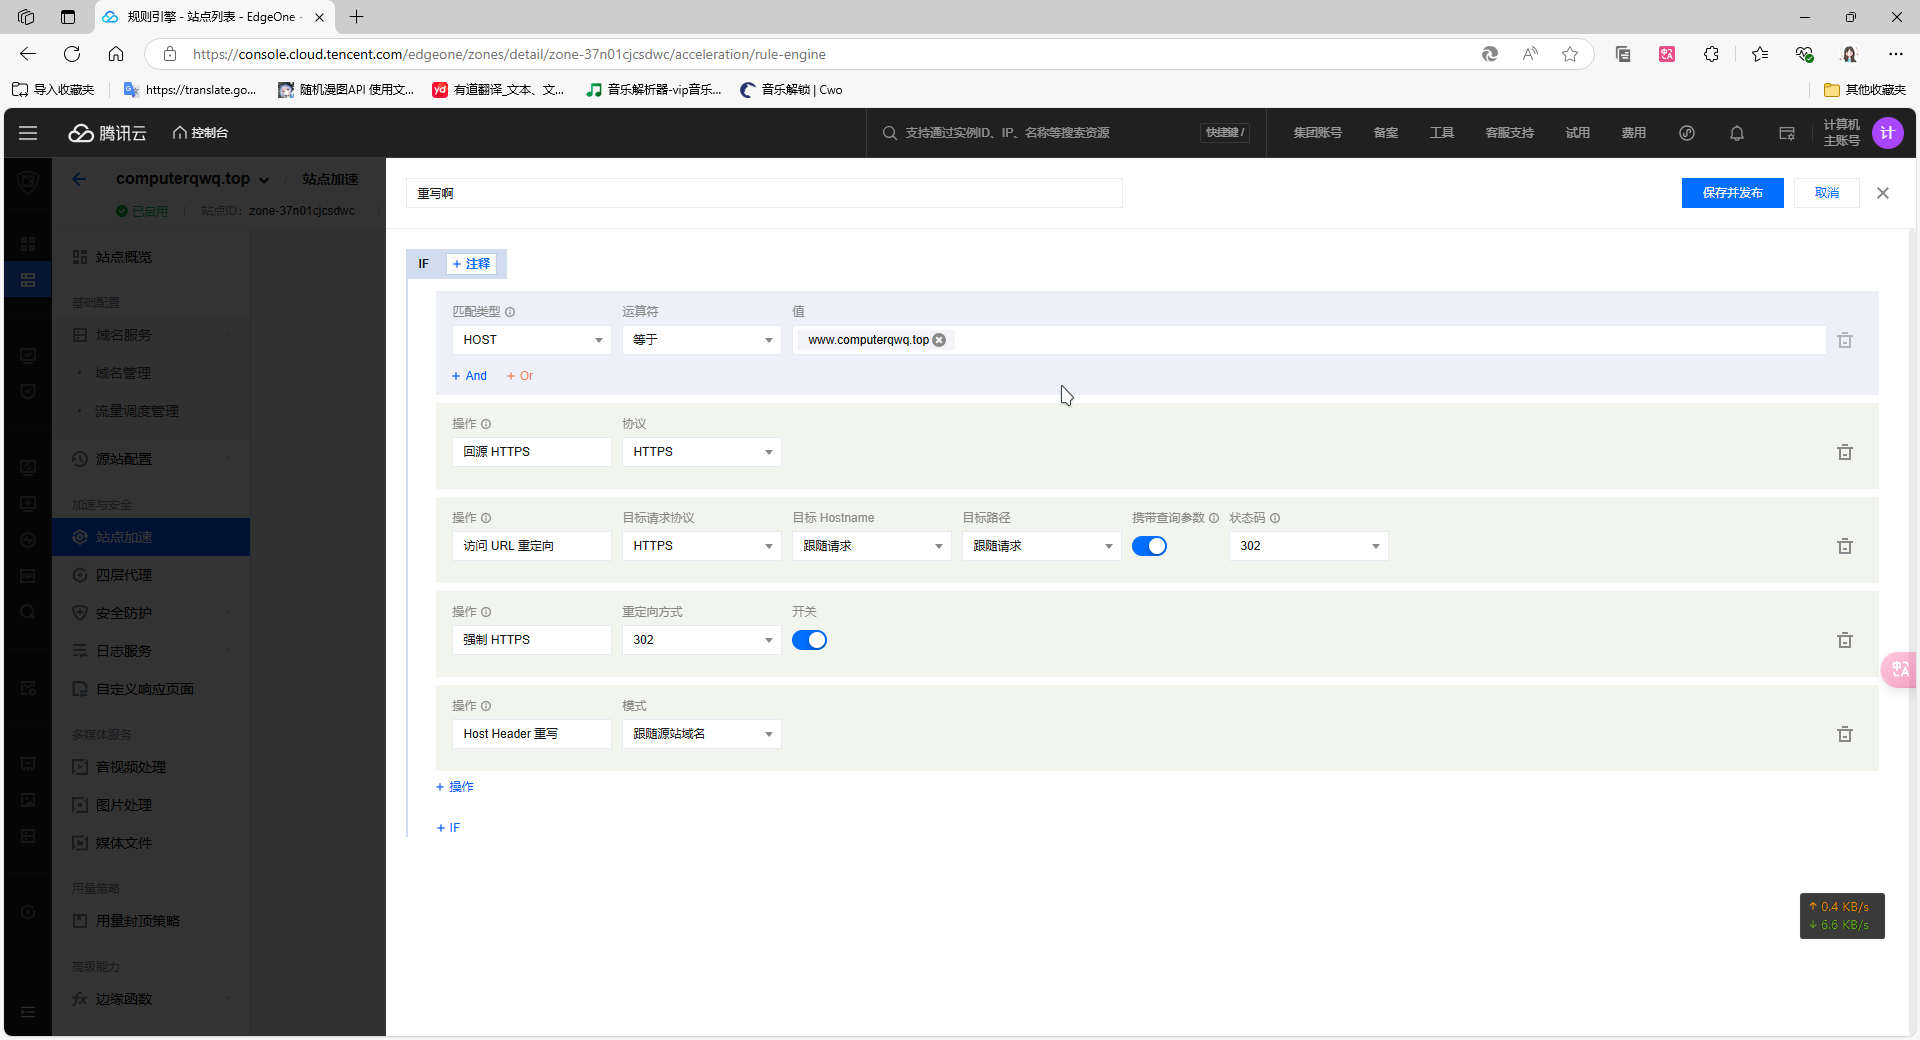 规则引擎 - 站点列表 - EdgeOne -
https://console.cloud.tencent.com/edgeone/zones/detail/zone-37n01cjcsdwc/acceleration/rule-engine
导入收藏夹 https://translate.go... 随机漫图API 使用文... 有道翻译_文本、文... 音乐解析器-vip音乐... 音乐解锁 | Cwo 其他收藏夹
腾讯云 控制台 支持通过实例ID、IP、名称等搜索资源 快捷键 / 集团账号 备案 工具 客服支持 试用 费用 计算机 主账号 计
computerqwq.top / 站点加速
已启用 站点ID: zone-37n01cjcsdwc
站点概览
基础配置
域名服务
域名管理
流量调度管理
源站配置
加速与安全
站点加速
四层代理
安全防护
日志服务
自定义响应页面
多媒体服务
音视频处理
图片处理
媒体文件
用量策略
用量封顶策略
高级能力
边缘函数
重写啊 保存并发布 取消
IF + 注释
匹配类型 运算符 值
HOST 等于 www.computerqwq.top
+ And + Or
操作 协议
回源 HTTPS HTTPS
操作 目标请求协议 目标 Hostname 目标路径 携带查询参数 状态码
访问 URL 重定向 HTTPS 跟随请求 跟随请求 302
操作 重定向方式 开关
强制 HTTPS 302
操作 模式
Host Header 重写 跟随源站域名
+ 操作
+ IF
↑ 0.4 KB/s
↓ 6.6 KB/s